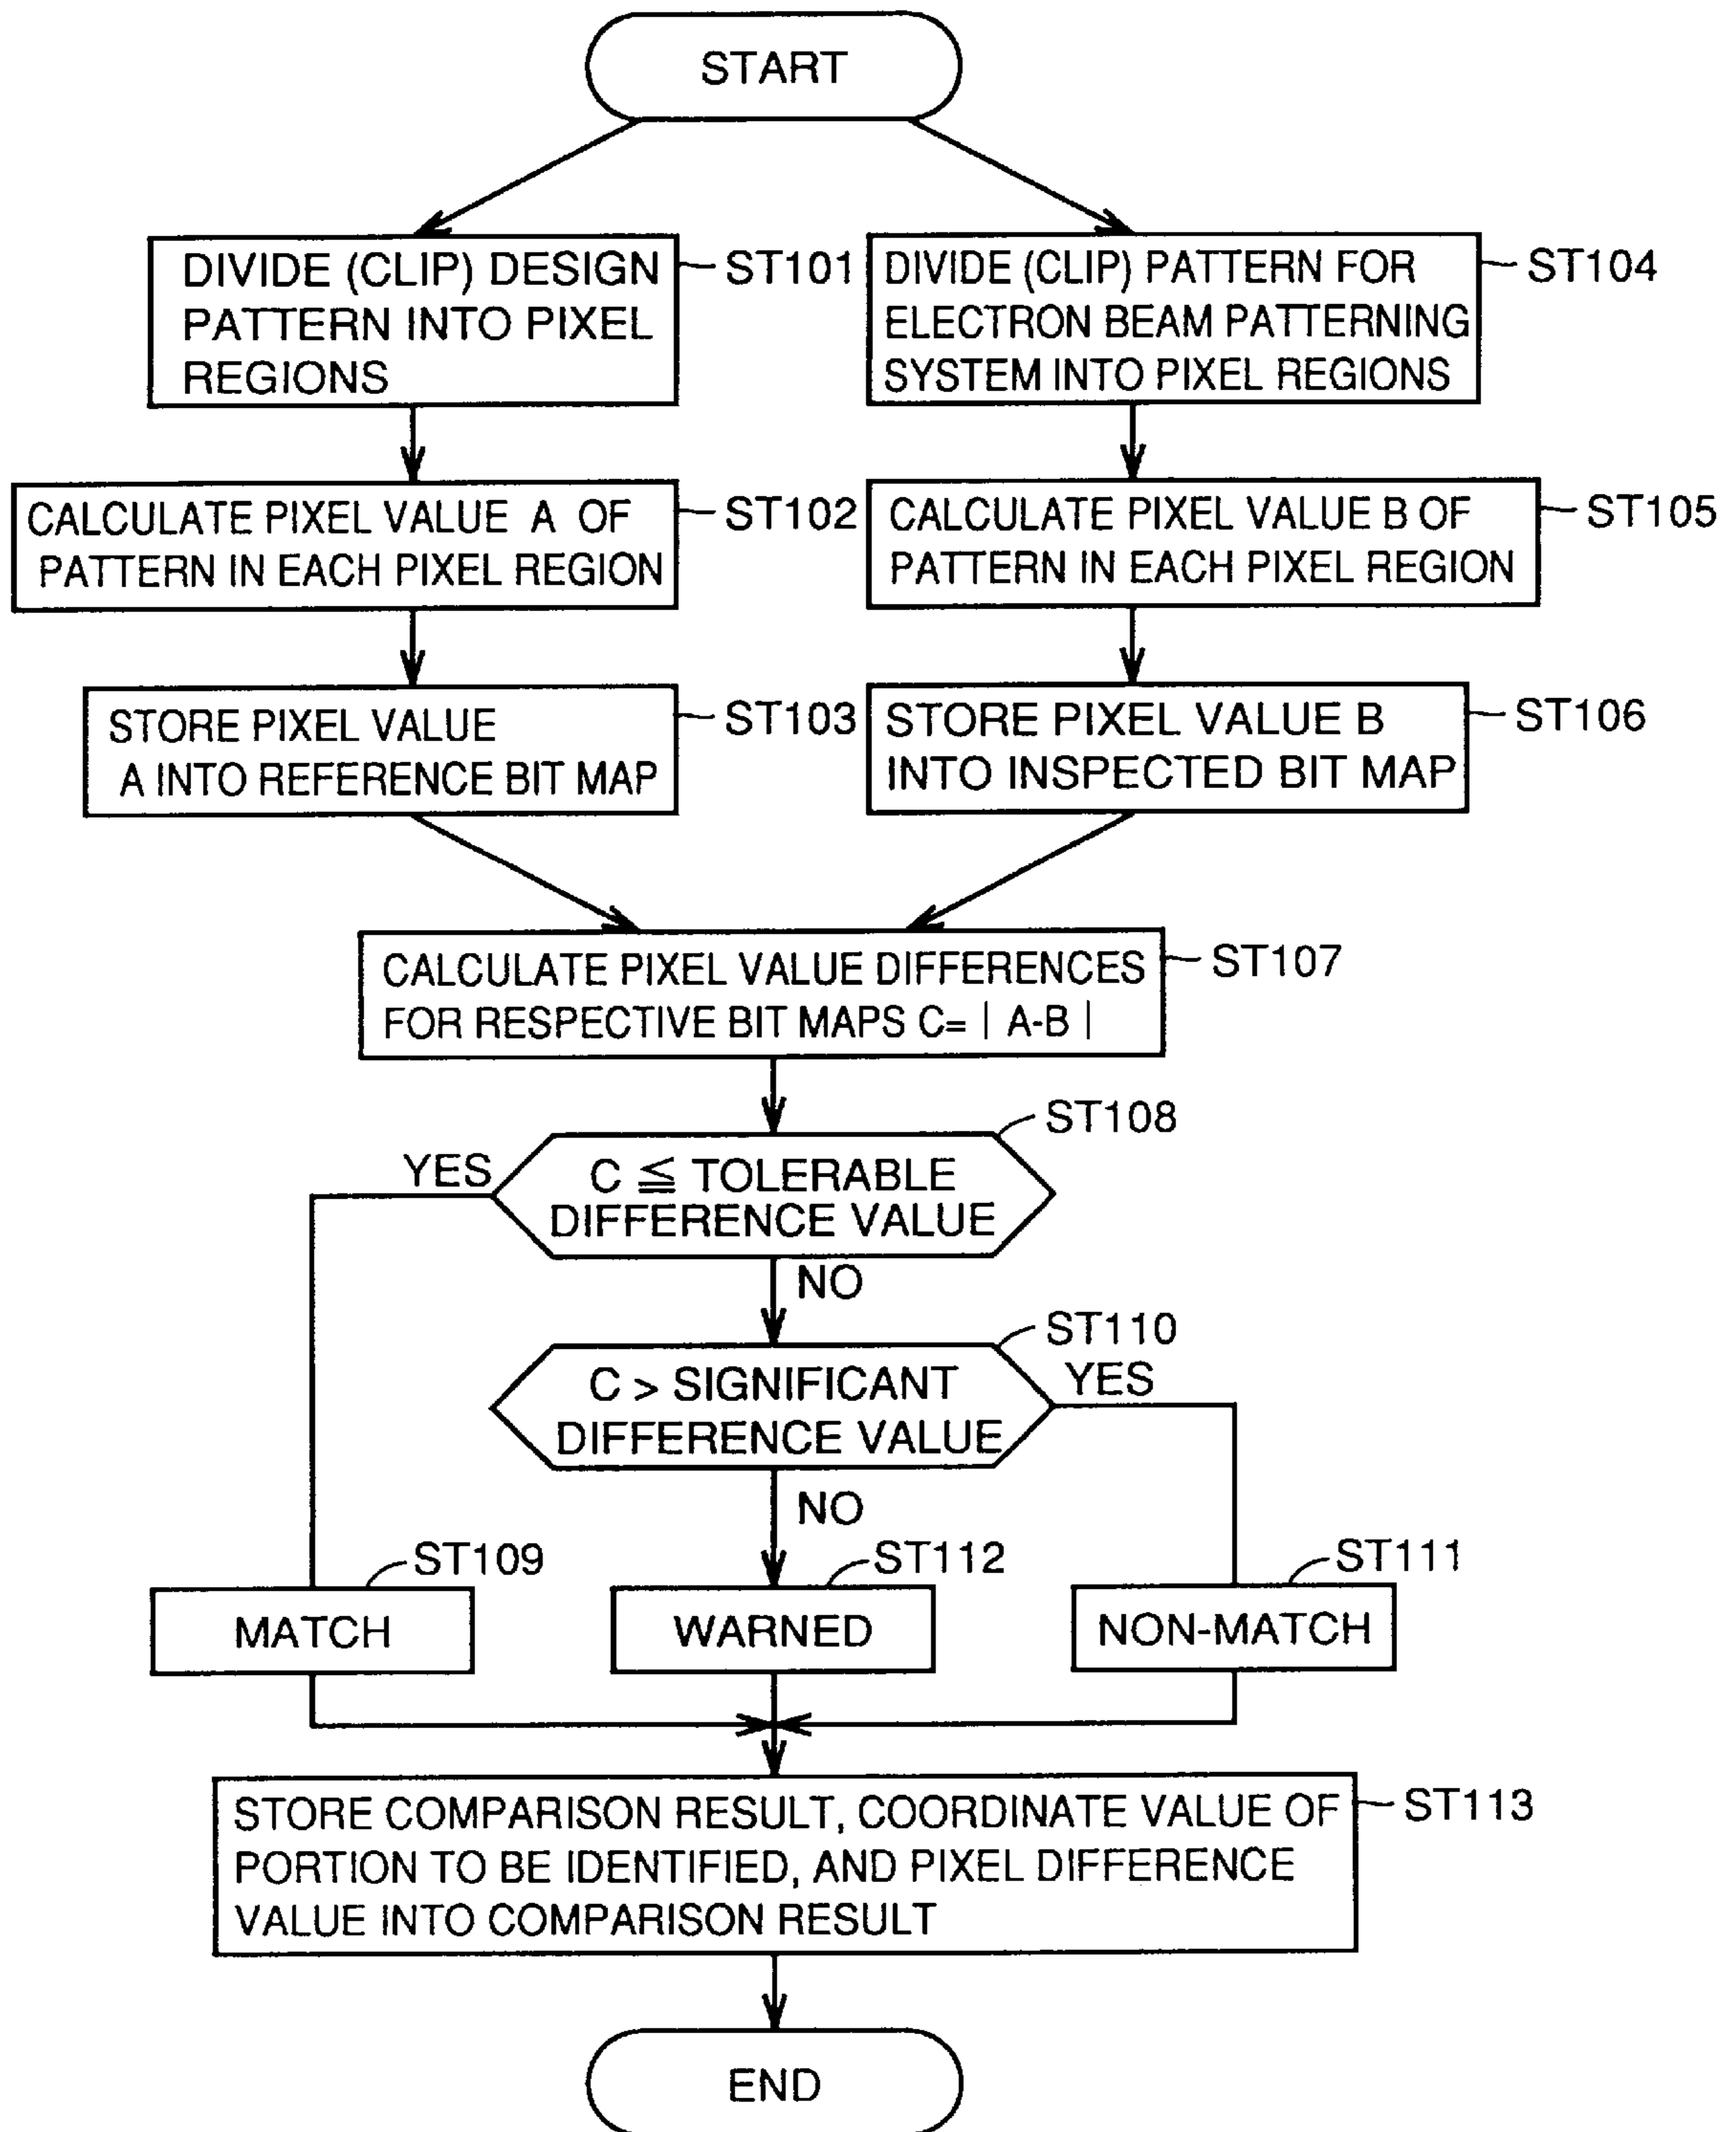 START
DIVIDE (CLIP) DESIGN
PATTERN INTO PIXEL
REGIONS
ST101
DIVIDE (CLIP) PATTERN FOR
ELECTRON BEAM PATTERNING
SYSTEM INTO PIXEL REGIONS
ST104
CALCULATE PIXEL VALUE A OF
PATTERN IN EACH PIXEL REGION
ST102
CALCULATE PIXEL VALUE B OF
PATTERN IN EACH PIXEL REGION
ST105
STORE PIXEL VALUE
A INTO REFERENCE BIT MAP
ST103
STORE PIXEL VALUE B
INTO INSPECTED BIT MAP
ST106
CALCULATE PIXEL VALUE DIFFERENCES
FOR RESPECTIVE BIT MAPS C= | A-B |
ST107
ST108
YES
C ≦ TOLERABLE
DIFFERENCE VALUE
NO
ST110
C > SIGNIFICANT
DIFFERENCE VALUE
YES
NO
ST109
MATCH
ST112
WARNED
ST111
NON-MATCH
STORE COMPARISON RESULT, COORDINATE VALUE OF
PORTION TO BE IDENTIFIED, AND PIXEL DIFFERENCE
VALUE INTO COMPARISON RESULT
ST113
END